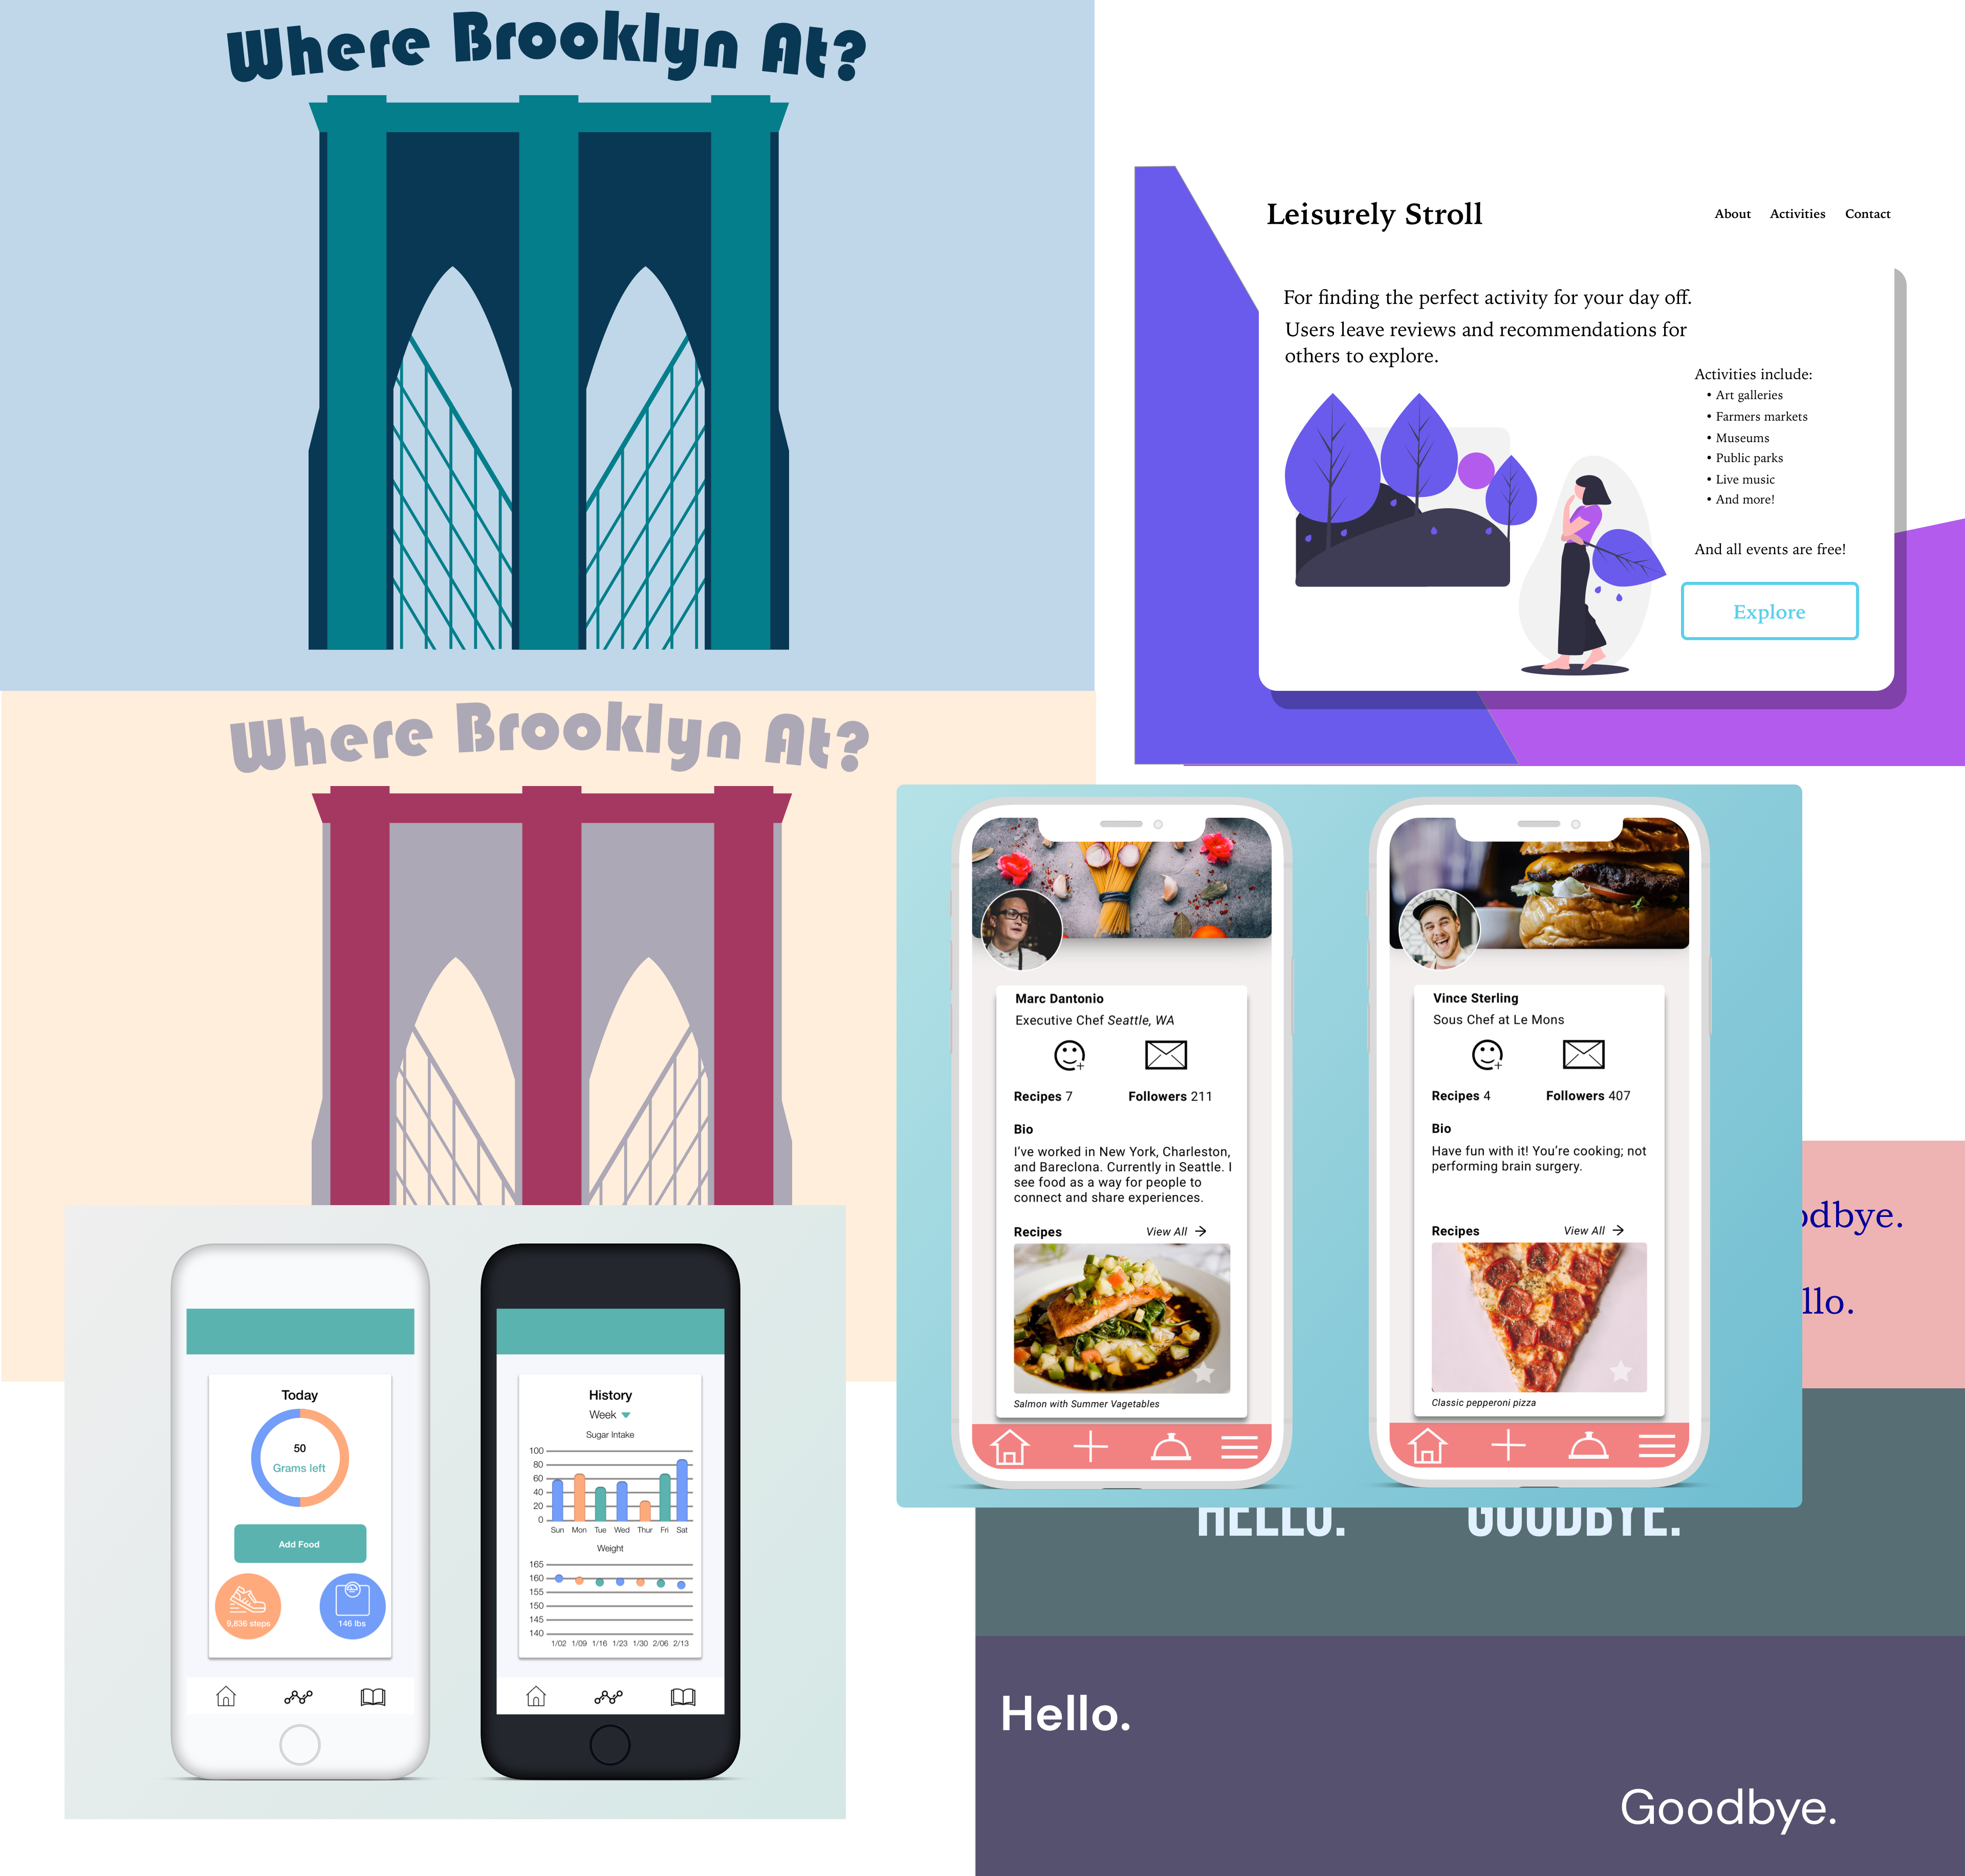 Where Brooklyn At?
Leisurely Stroll
About Activities Contact
For finding the perfect activity for your day off.
Users leave reviews and recommendations for
others to explore.
Activities include:
• Art galleries
• Farmers markets
• Museums
• Public parks
• Live music
• And more!
And all events are free!
Explore
Where Brooklyn At?
Marc Dantonio
Executive Chef Seattle, WA
Recipes 7 Followers 211
Bio
I've worked in New York, Charleston,
and Bareclona. Currently in Seattle. I
see food as a way for people to
connect and share experiences.
Recipes View All →
Salmon with Summer Vagetables
Vince Sterling
Sous Chef at Le Mons
Recipes 4 Followers 407
Bio
Have fun with it! You're cooking; not
performing brain surgery.
Recipes View All →
Classic pepperoni pizza
Today
50
Grams left
Add Food
9,836 steps 146 lbs
History
Week
Sugar Intake
100
80
60
40
20
0
Sun Mon Tue Wed Thur Fri Sat
Weight
165
160
155
150
145
140
1/02 1/09 1/16 1/23 1/30 2/06 2/13
odbye.
llo.
HELLO. GOODBYE.
Hello.
Goodbye.